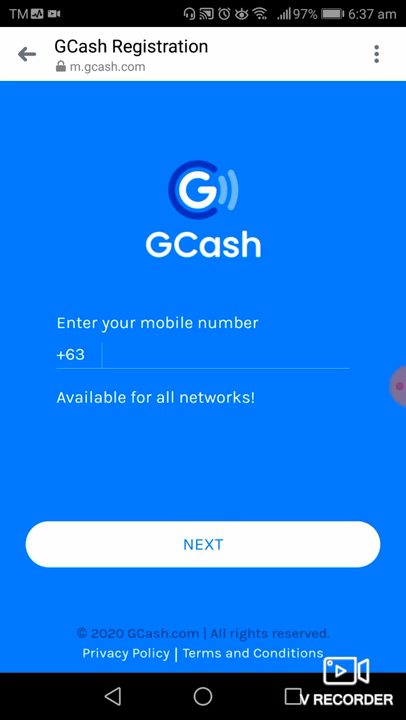 TM 97% 6:37 am
GCash Registration
m.gcash.com
G
GCash
Enter your mobile number
+63
Available for all networks!
NEXT
© 2020 GCash.com | All rights reserved.
Privacy Policy | Terms and Conditions
V RECORDER